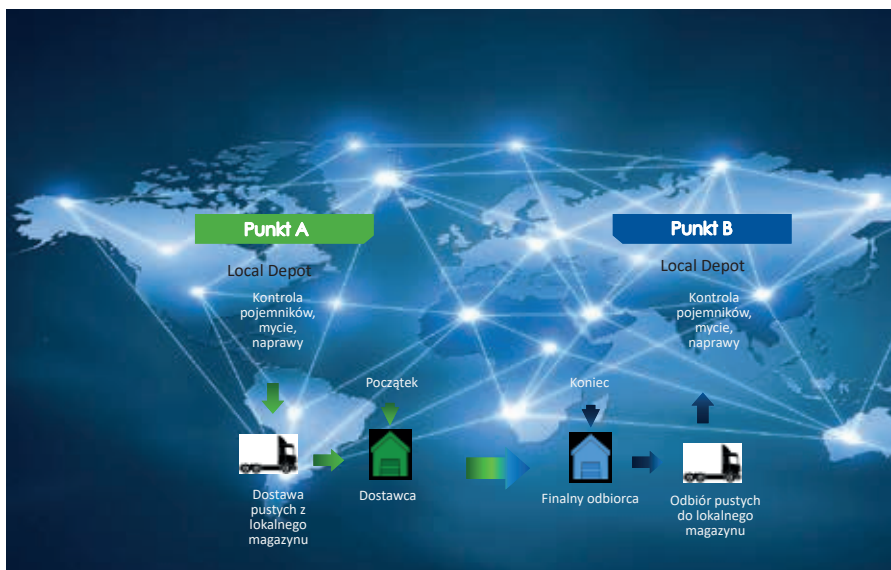 Punkt A
Local Depot
Kontrola
pojemników,
mycie,
naprawy
Punkt B
Local Depot
Kontrola
pojemników,
mycie,
naprawy
Początek
Koniec
Dostawa
pustych z
lokalnego
magazynu
Dostawca
Finalny odbiorca
Odbiór pustych
do lokalnego
magazynu